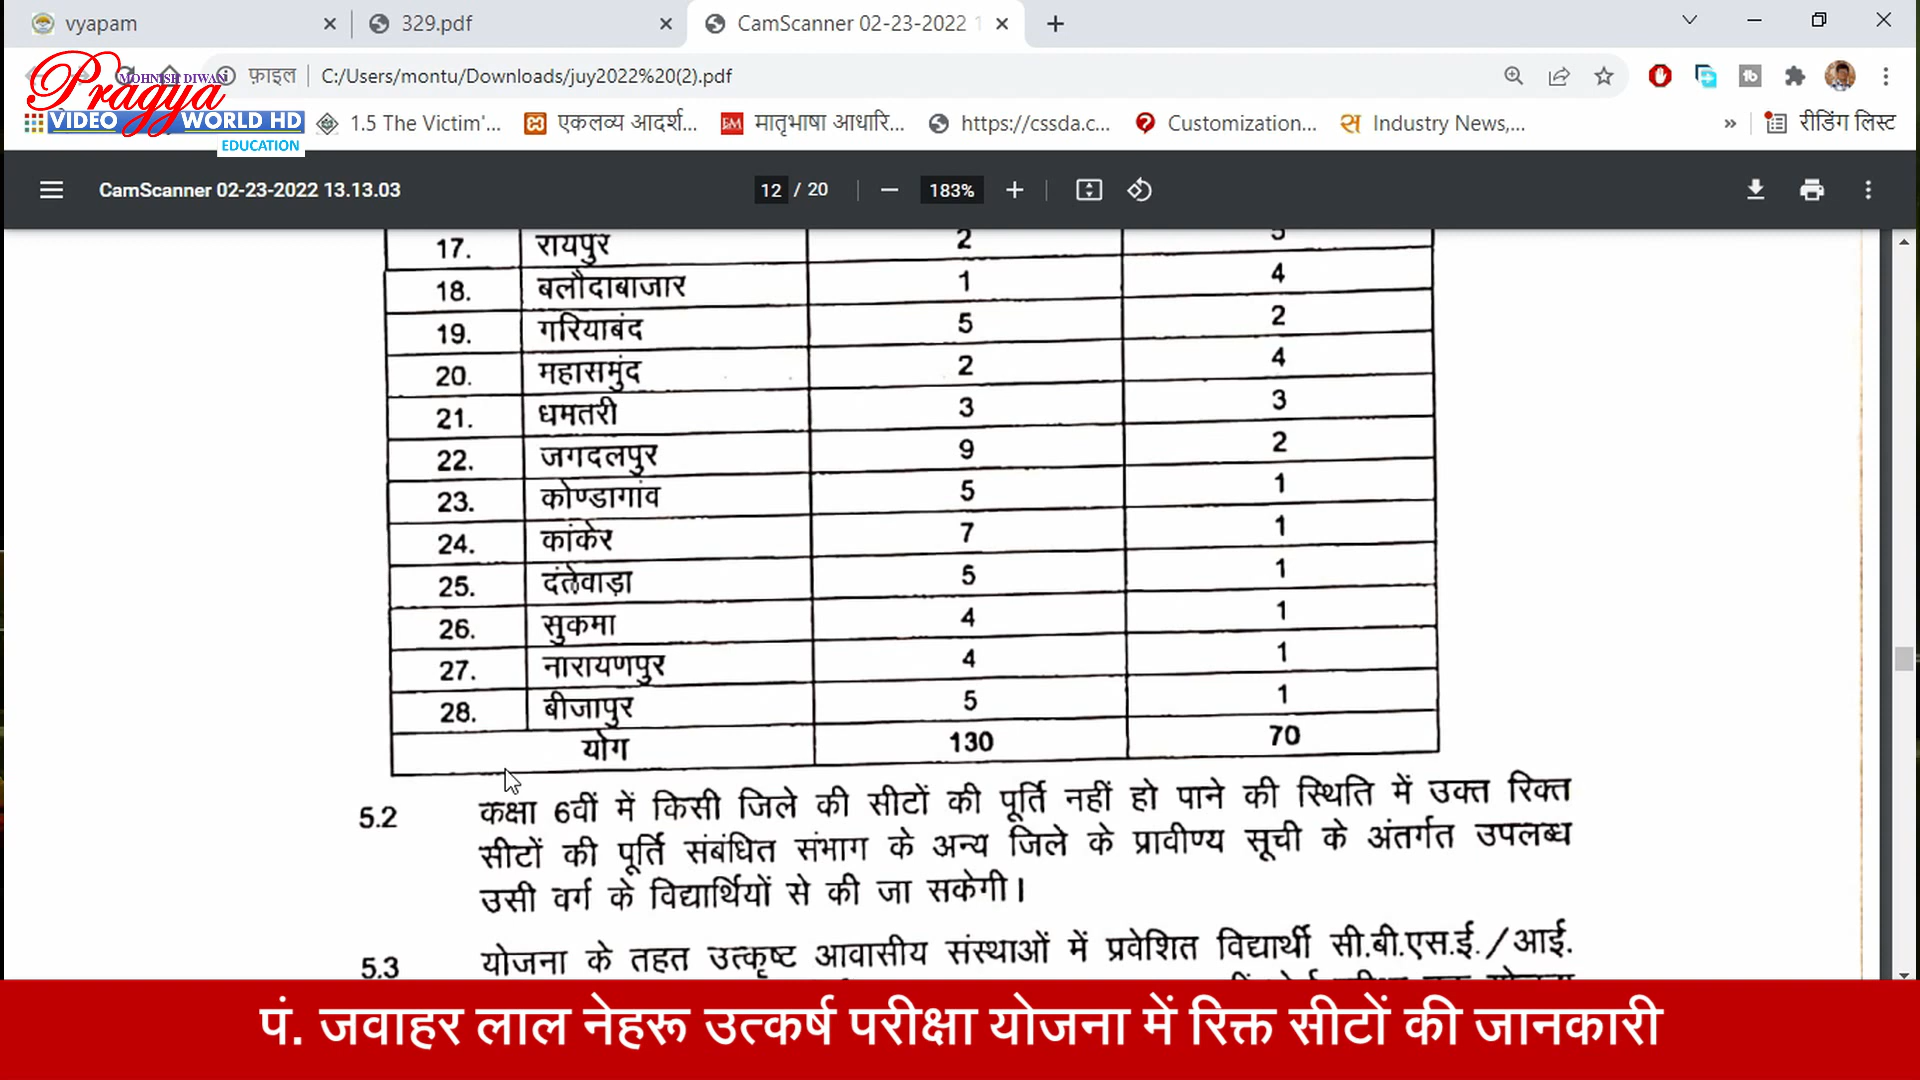 vyapam
329.pdf
CamScanner 02-23-2022 1
फ़ाइल C:/Users/montu/Downloads/juy2022%20(2).pdf
MOHNISH DIWAN
Pragya
VIDEO WORLD HD
EDUCATION
1.5 The Victim'... एकलव्य आदर्श... मातृभाषा आधारि... https://cssda.c... Customization... Industry News,... » रीडिंग लिस्ट
CamScanner 02-23-2022 13.13.03 12 / 20 183%
17. रायपुर 2 5
18. बलौदाबाजार 1 4
19. गरियाबंद 5 2
20. महासमुंद 2 4
21. धमतरी 3 3
22. जगदलपुर 9 2
23. कोण्डागांव 5 1
24. कांकेर 7 1
25. दंतेवाड़ा 5 1
26. सुकमा 4 1
27. नारायणपुर 4 1
28. बीजापुर 5 1
योग 130 70
5.2 कक्षा 6वीं में किसी जिले की सीटों की पूर्ति नहीं हो पाने की स्थिति में उक्त रिक्त
सीटों की पूर्ति संबंधित संभाग के अन्य जिले के प्रावीण्य सूची के अंतर्गत उपलब्ध
उसी वर्ग के विद्यार्थियों से की जा सकेगी।
5.3 योजना के तहत उत्कृष्ट आवासीय संस्थाओं में प्रवेशित विद्यार्थी सी.बी.एस.ई./आई.
पं. जवाहर लाल नेहरू उत्कर्ष परीक्षा योजना में रिक्त सीटों की जानकारी